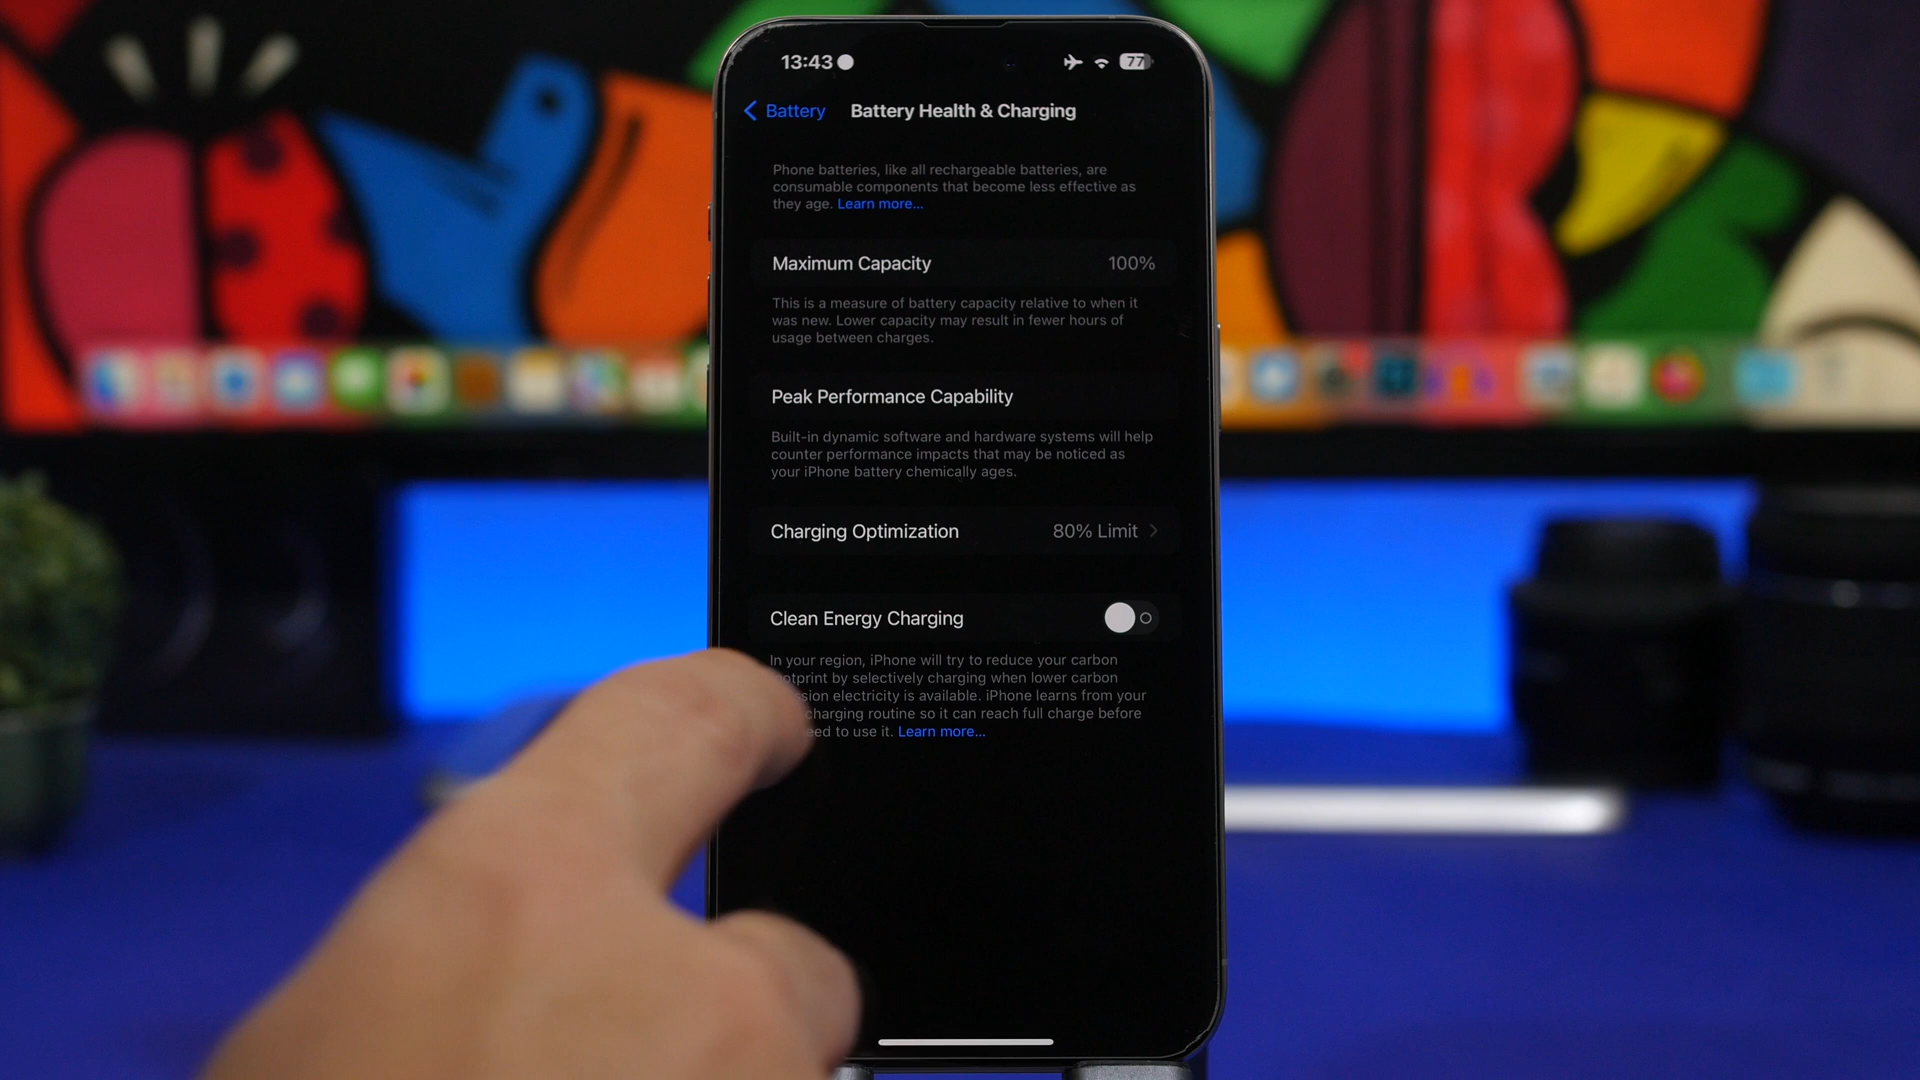 13:43
77
Battery
Battery Health & Charging
Phone batteries, like all rechargeable batteries, are
consumable components that become less effective as
they age. Learn more...
Maximum Capacity 100%
This is a measure of battery capacity relative to when it
was new. Lower capacity may result in fewer hours of
usage between charges.
Peak Performance Capability
Built-in dynamic software and hardware systems will help
counter performance impacts that may be noticed as
your iPhone battery chemically ages.
Charging Optimization 80% Limit
Clean Energy Charging
In your region, iPhone will try to reduce your carbon
by selectively charging when lower carbon
electricity is available. iPhone learns from your
charging routine so it can reach full charge before
to use it. Learn more...